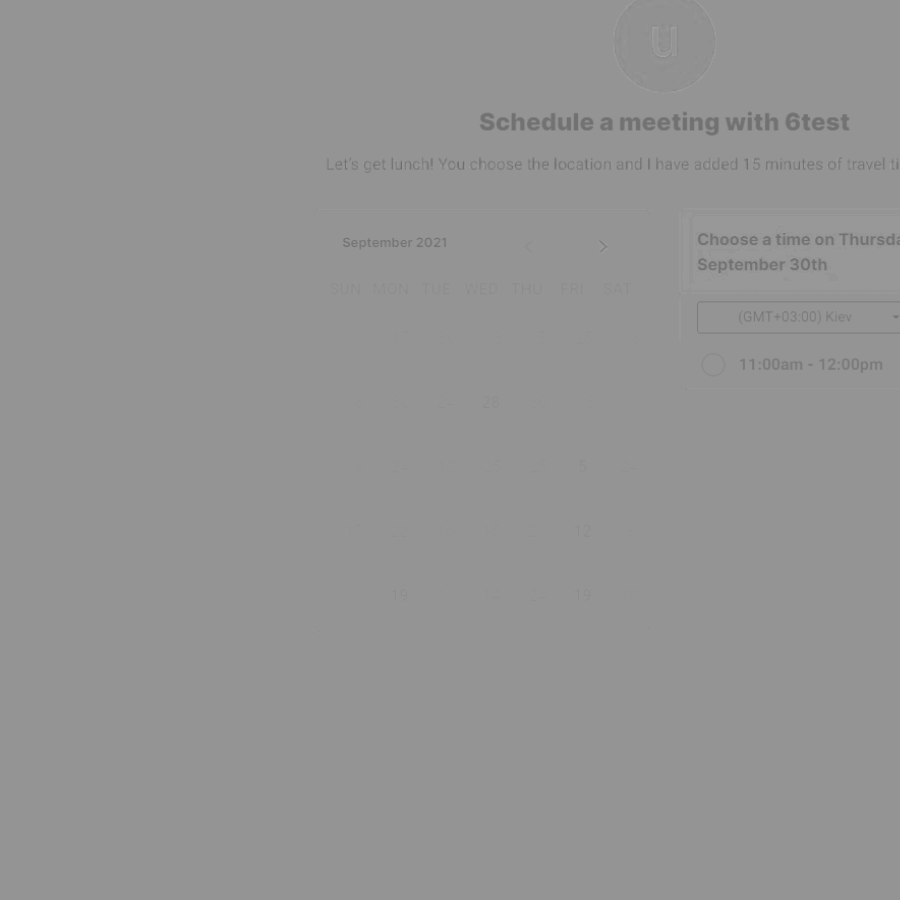 u
Schedule a meeting with 6test
Let's get lunch! You choose the location and I have added 15 minutes of travel
September 2021
SUN MON TUE WED THU FRI SAT
28
5
12
19 19
Choose a time on
September 30th
(GMT+03:00) Kiev
11:00am - 12:00pm